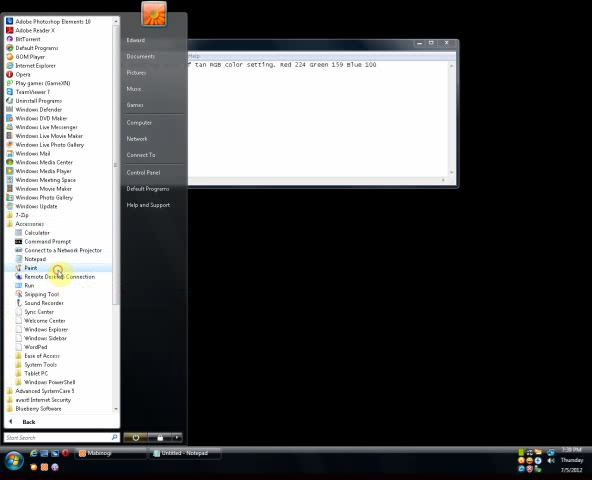 Adobe Photoshop Elements 10
Adobe Reader X
BitTorrent
Default Programs
GOM Player
Internet Explorer
Opera
Play games (GameXN)
TeamViewer 7
Uninstall Programs
Windows Defender
Windows DVD Maker
Windows Live Messenger
Windows Live Movie Maker
Windows Live Photo Gallery
Windows Mail
Windows Media Center
Windows Media Player
Windows Meeting Space
Windows Movie Maker
Windows Photo Gallery
Windows Update
7-Zip
Accessories
Calculator
Command Prompt
Connect to a Network Projector
Notepad
Paint
Remote Desktop Connection
Run
Snipping Tool
Sound Recorder
Sync Center
Welcome Center
Windows Explorer
Windows Sidebar
WordPad
Ease of Access
System Tools
Tablet PC
Windows PowerShell
Advanced SystemCare 5
avast! Internet Security
Blueberry Software
Back
Start Search
Edward
Documents
Pictures
Music
Games
Computer
Network
Connect To
Control Panel
Default Programs
Help and Support
Help
of tan RGB color setting, Red 224 Green 159 Blue 100
Mabinogi
Untitled - Notepad
7:39 PM
Thursday
7/5/2012